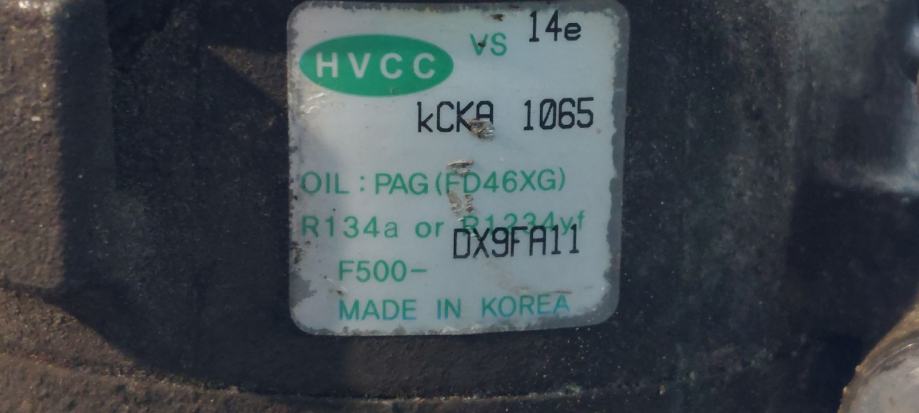 HVCC VS 14e
kCKA 1065
OIL : PAG (FD46XG)
R134a or R1234yf
F500- DX9FA11
MADE IN KOREA